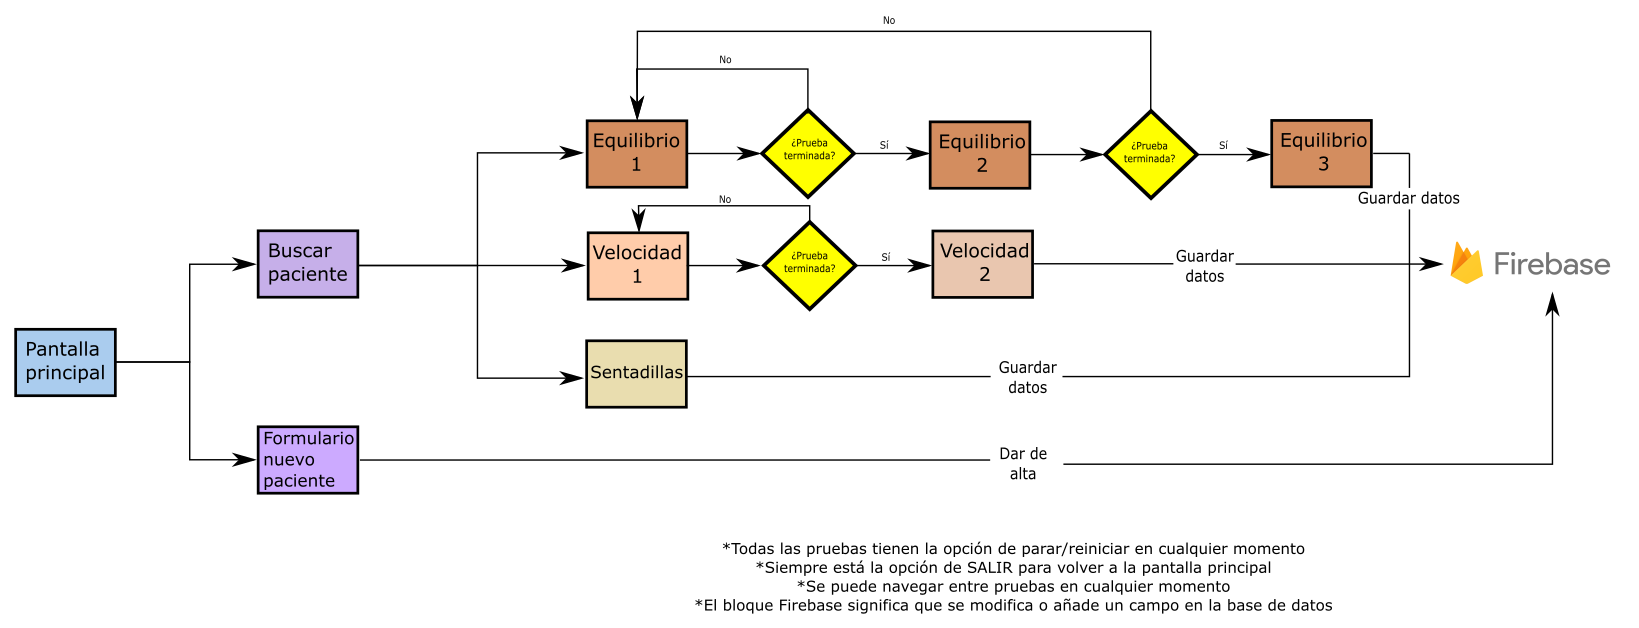 No
No
Equilibrio
1
¿Prueba
terminada?
Sí
Equilibrio
2
¿Prueba
terminada?
Sí
Equilibrio
3
Guardar datos
No
Buscar
paciente
Velocidad
1
¿Prueba
terminada?
Sí
Velocidad
2
Guardar
datos
Firebase
Pantalla
principal
Sentadillas
Guardar
datos
Formulario
nuevo
paciente
Dar de
alta
*Todas las pruebas tienen la opción de parar/reiniciar en cualquier momento
*Siempre está la opción de SALIR para volver a la pantalla principal
*Se puede navegar entre pruebas en cualquier momento
*El bloque Firebase significa que se modifica o añade un campo en la base de datos